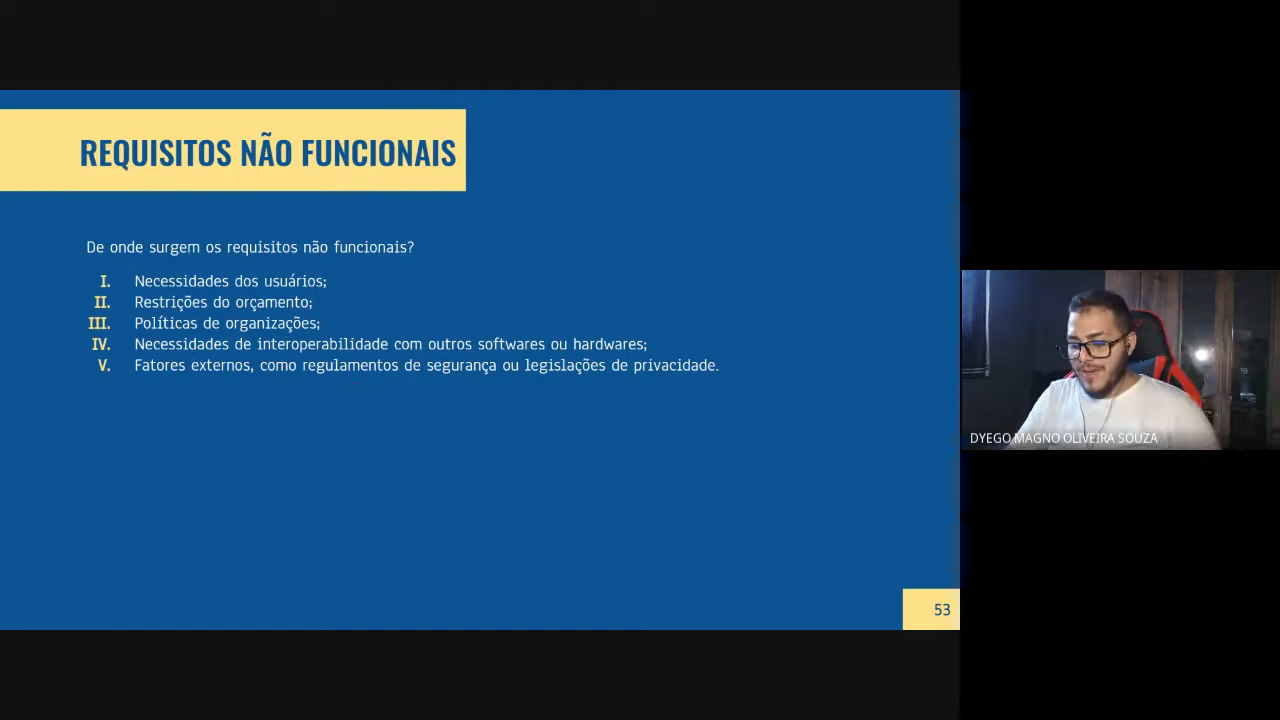 REQUISITOS NÃO FUNCIONAIS
De onde surgem os requisitos não funcionais?
I. Necessidades dos usuários;
II. Restrições do orçamento;
III. Políticas de organizações;
IV. Necessidades de interoperabilidade com outros softwares ou hardwares;
V. Fatores externos, como regulamentos de segurança ou legislações de privacidade.
DYEGO MAGNO OLIVEIRA SOUZA
53